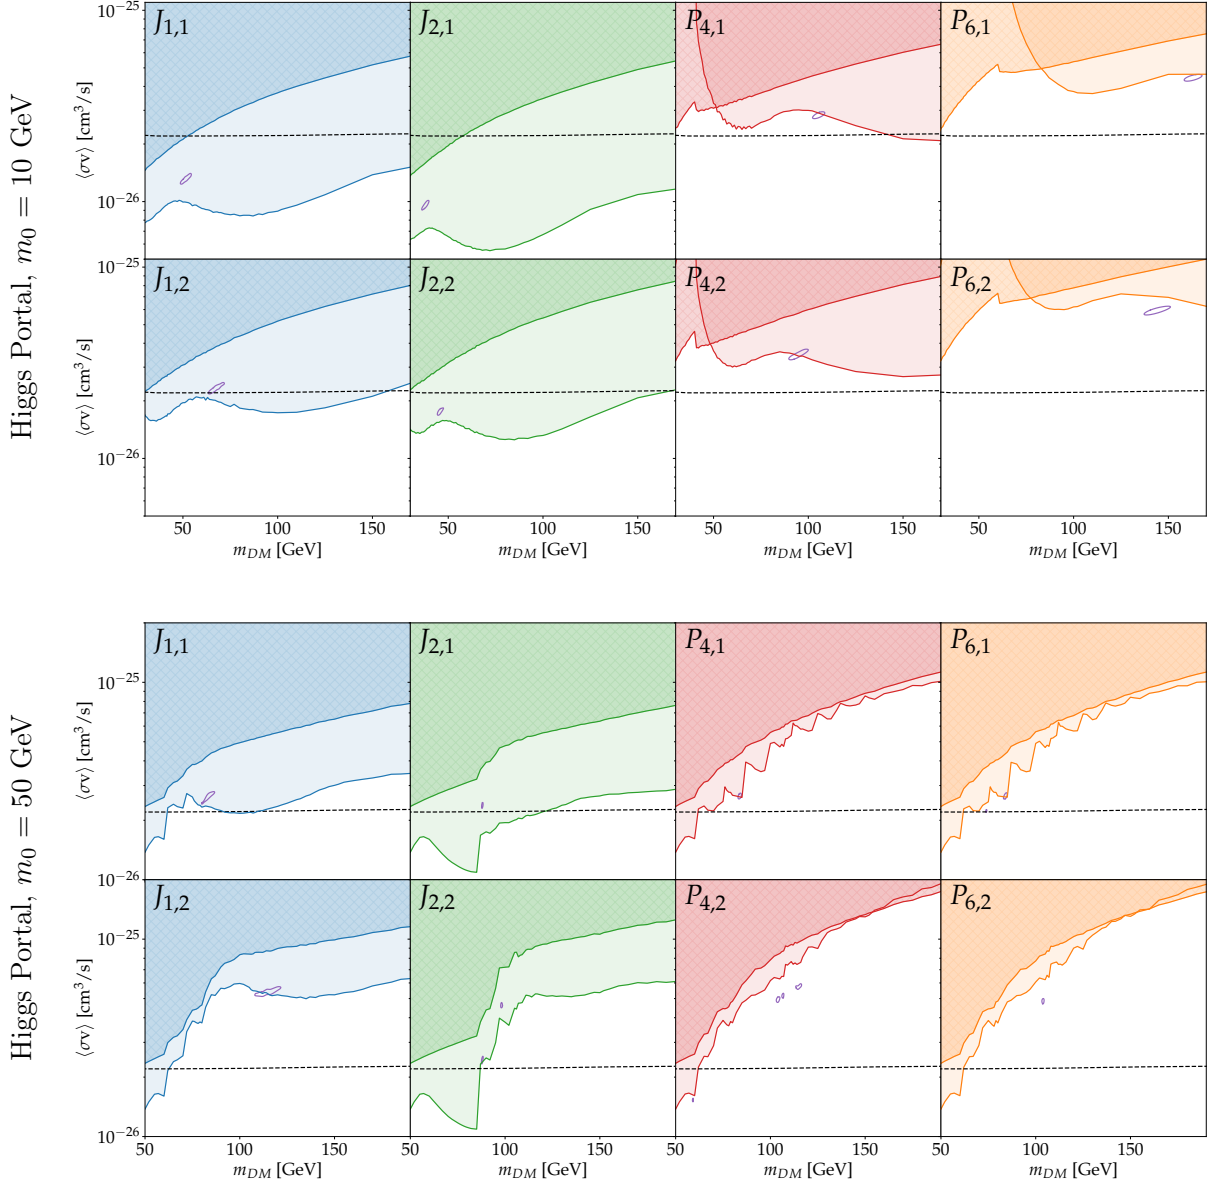 Higgs Portal, m₀ = 10 GeV
J₁,₁ J₂,₁ P₄,₁ P₆,₁
10⁻²⁵
⟨σv⟩ [cm³/s]
10⁻²⁶
J₁,₂ J₂,₂ P₄,₂ P₆,₂
10⁻²⁵
⟨σv⟩ [cm³/s]
10⁻²⁶
50 100 150 50 100 150 50 100 150 50 100 150
m_DM [GeV] m_DM [GeV] m_DM [GeV] m_DM [GeV]
Higgs Portal, m₀ = 50 GeV
J₁,₁ J₂,₁ P₄,₁ P₆,₁
10⁻²⁵
⟨σv⟩ [cm³/s]
10⁻²⁶
J₁,₂ J₂,₂ P₄,₂ P₆,₂
10⁻²⁵
⟨σv⟩ [cm³/s]
10⁻²⁶
50 100 150 50 100 150 50 100 150 50 100 150
m_DM [GeV] m_DM [GeV] m_DM [GeV] m_DM [GeV]